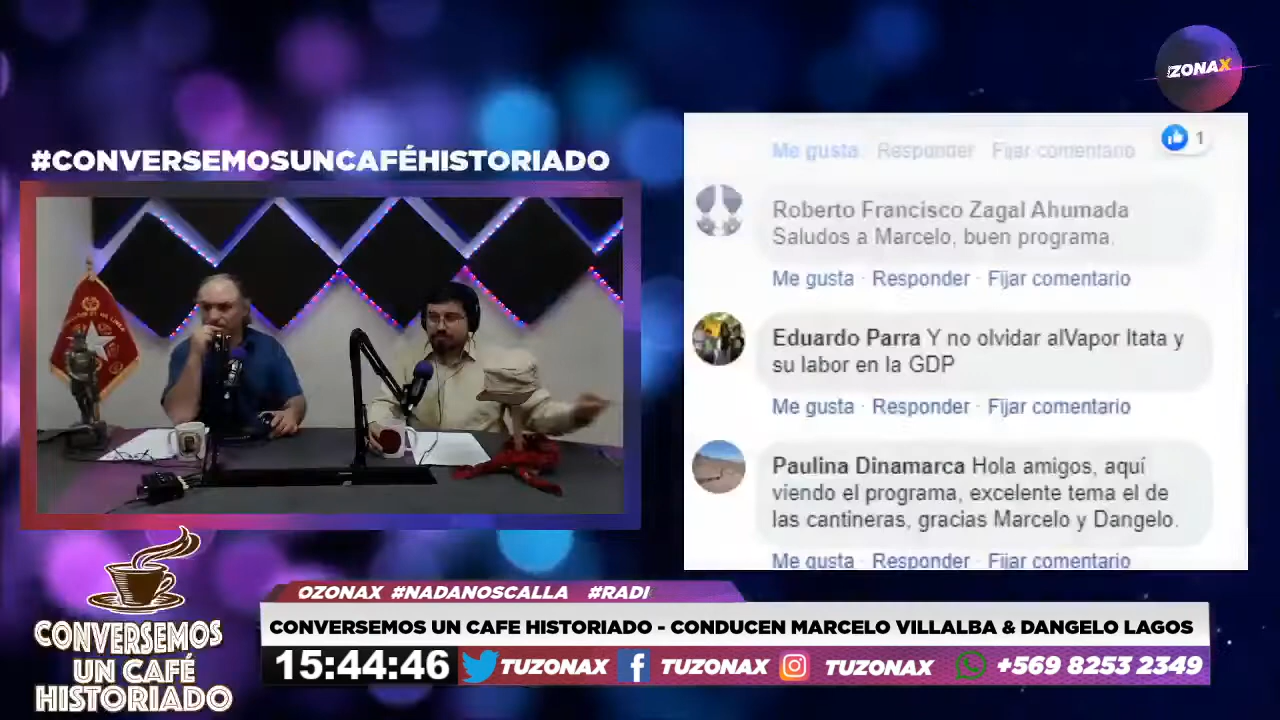 ZONAX
#CONVERSEMOSUNCAFÉHISTORIADO
Me gusta Responder Fijar comentario 1
Roberto Francisco Zagal Ahumada
Saludos a Marcelo, buen programa.
Me gusta · Responder · Fijar comentario
Eduardo Parra Y no olvidar alVapor Itata y
su labor en la GDP
Me gusta · Responder · Fijar comentario
Paulina Dinamarca Hola amigos, aquí
viendo el programa, excelente tema el de
las cantineras, gracias Marcelo y Dangelo.
Me gusta · Responder · Fijar comentario
CONVERSEMOS
UN CAFÉ
HISTORIADO
OZONAX #NADANOSCALLA #RADI
CONVERSEMOS UN CAFE HISTORIADO - CONDUCEN MARCELO VILLALBA & DANGELO LAGOS
15:44:46 TUZONAX TUZONAX TUZONAX +569 8253 2349